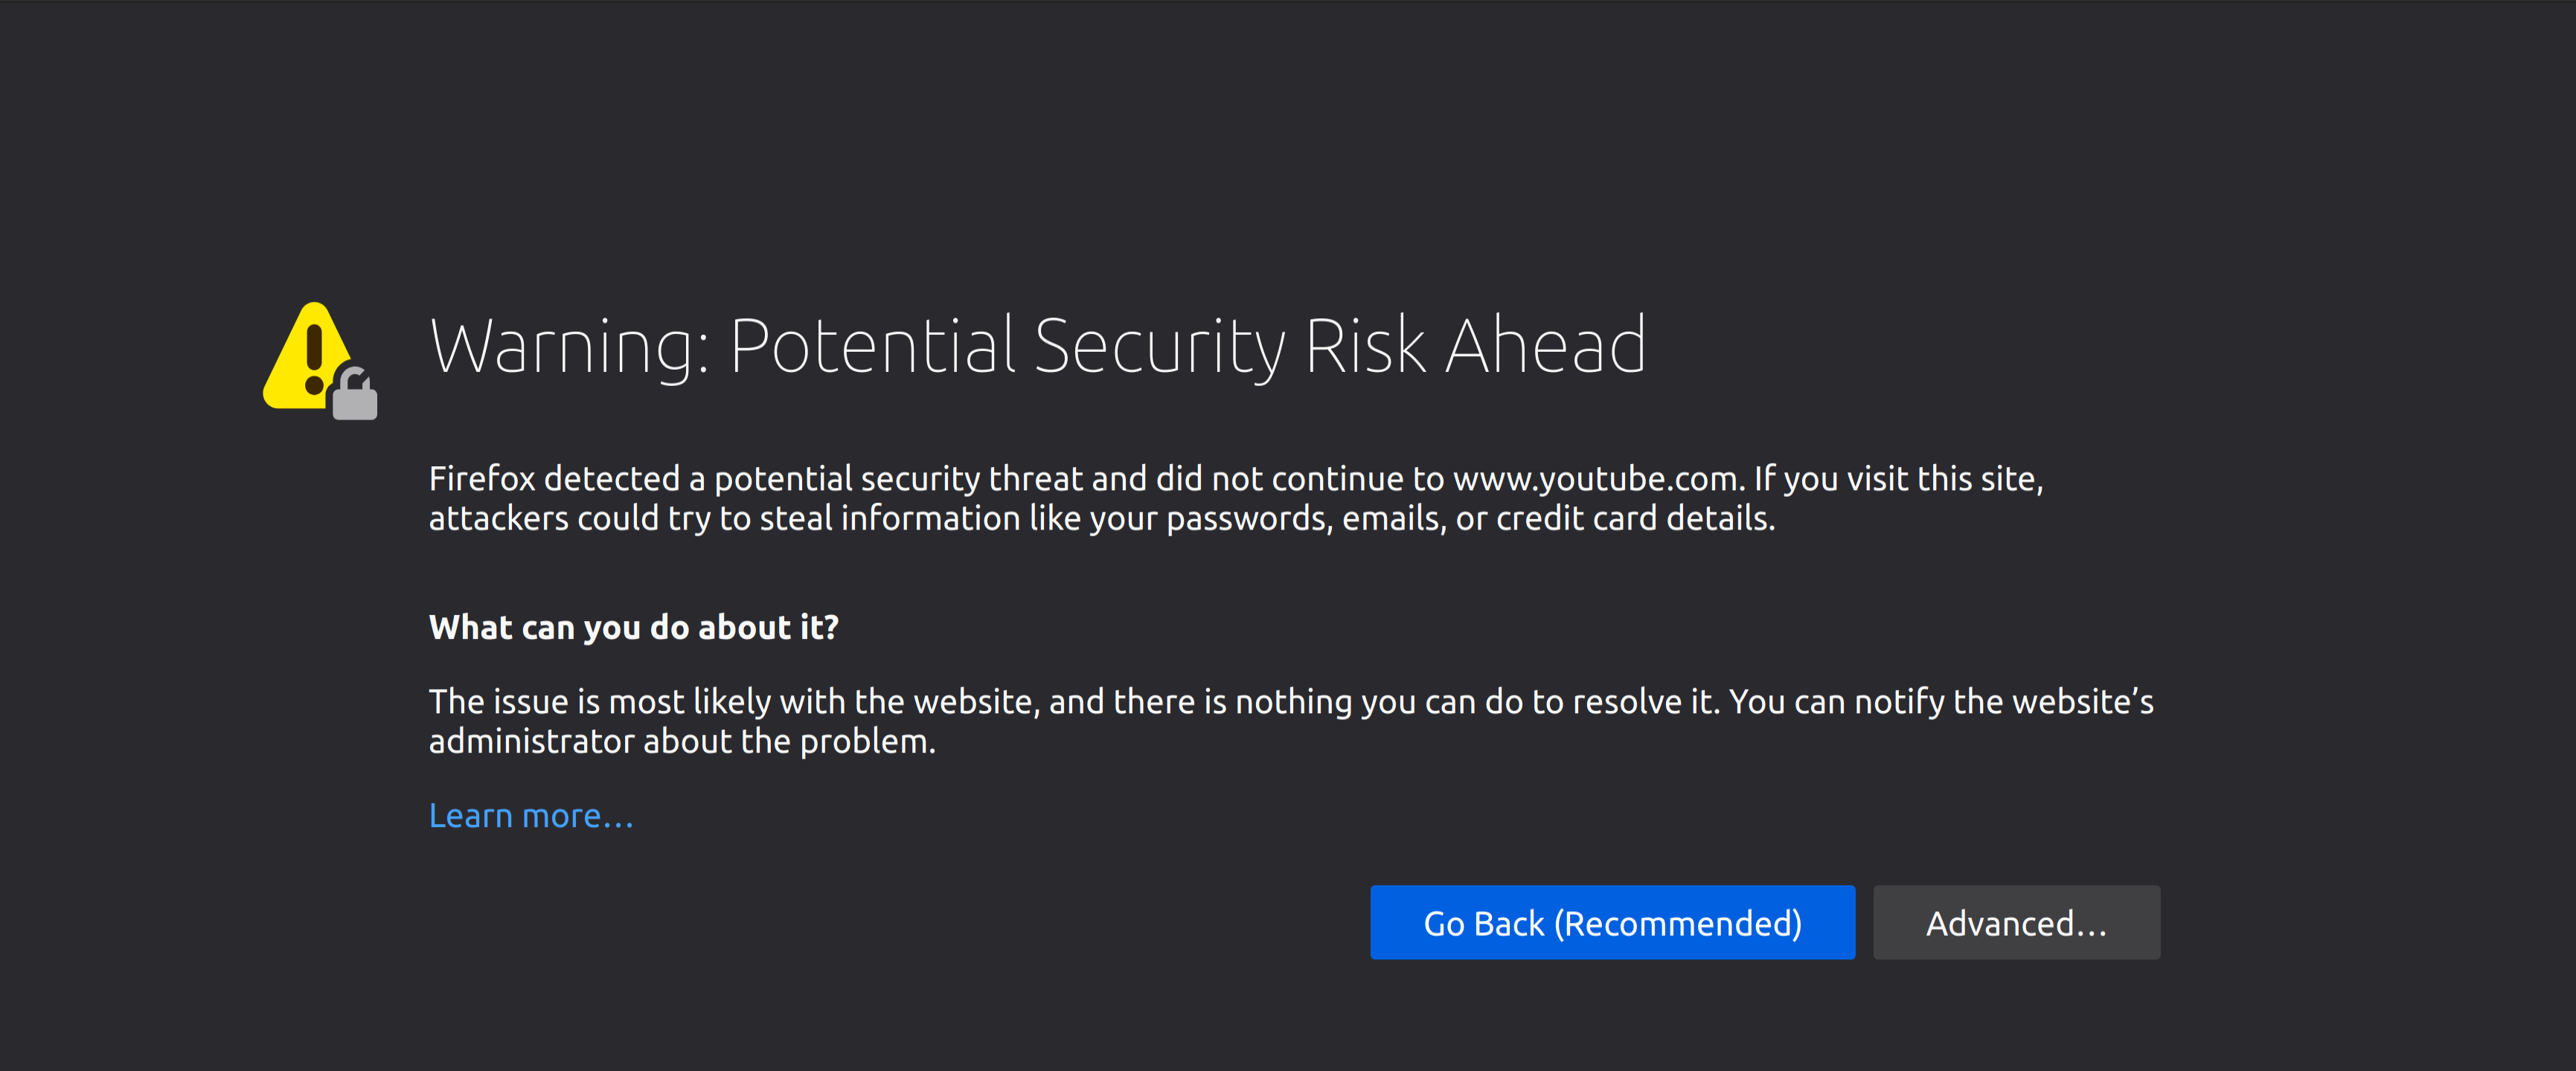 Warning: Potential Security Risk Ahead
Firefox detected a potential security threat and did not continue to www.youtube.com. If you visit this site,
attackers could try to steal information like your passwords, emails, or credit card details.
What can you do about it?
The issue is most likely with the website, and there is nothing you can do to resolve it. You can notify the website’s
administrator about the problem.
Learn more…
Go Back (Recommended)
Advanced…